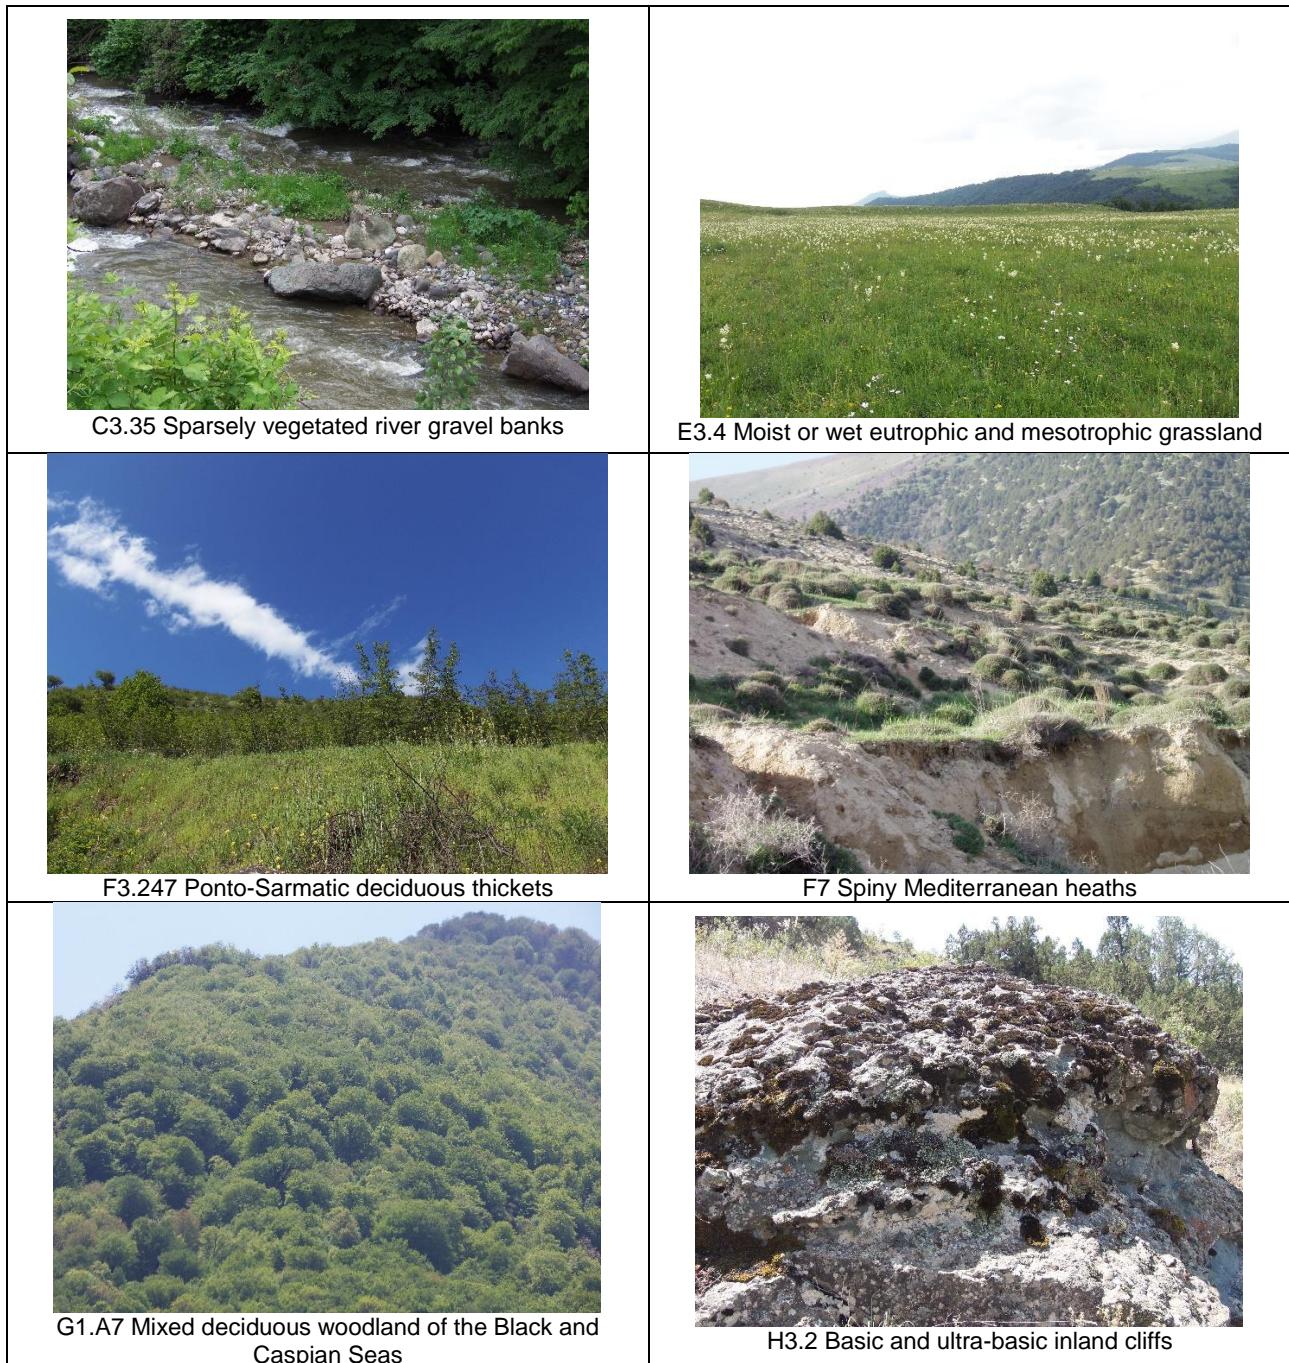 C3.35 Sparsely vegetated river gravel banks
E3.4 Moist or wet eutrophic and mesotrophic grassland
F3.247 Ponto-Sarmatic deciduous thickets
F7 Spiny Mediterranean heaths
G1.A7 Mixed deciduous woodland of the Black and
Caspian Seas
H3.2 Basic and ultra-basic inland cliffs